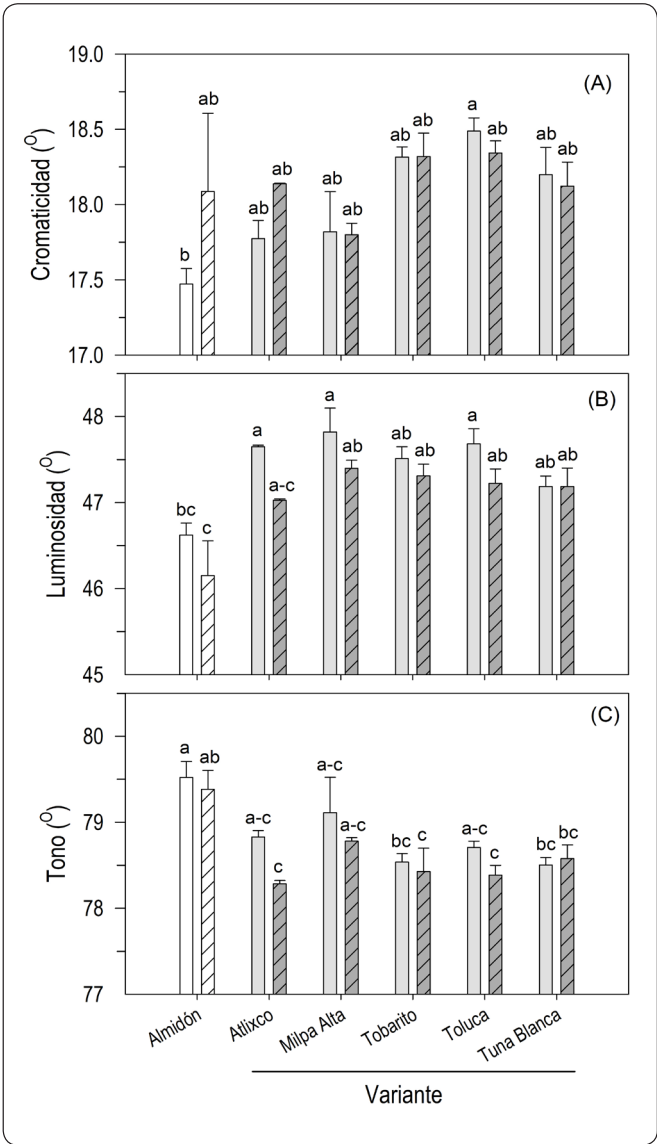 (A)
Cromaticidad (O)
19.0
18.5
18.0
17.5
17.0
b ab ab ab ab ab ab ab a ab ab ab
(B)
Luminosidad (O)
48
47
46
45
bc c a a-c a ab ab ab a ab ab ab
(C)
Tono (O)
80
79
78
77
a ab a-c c a-c a-c bc c a-c c bc bc
Almidón Atlixco Milpa Alta Tobarito Toluca Tuna Blanca
Variante